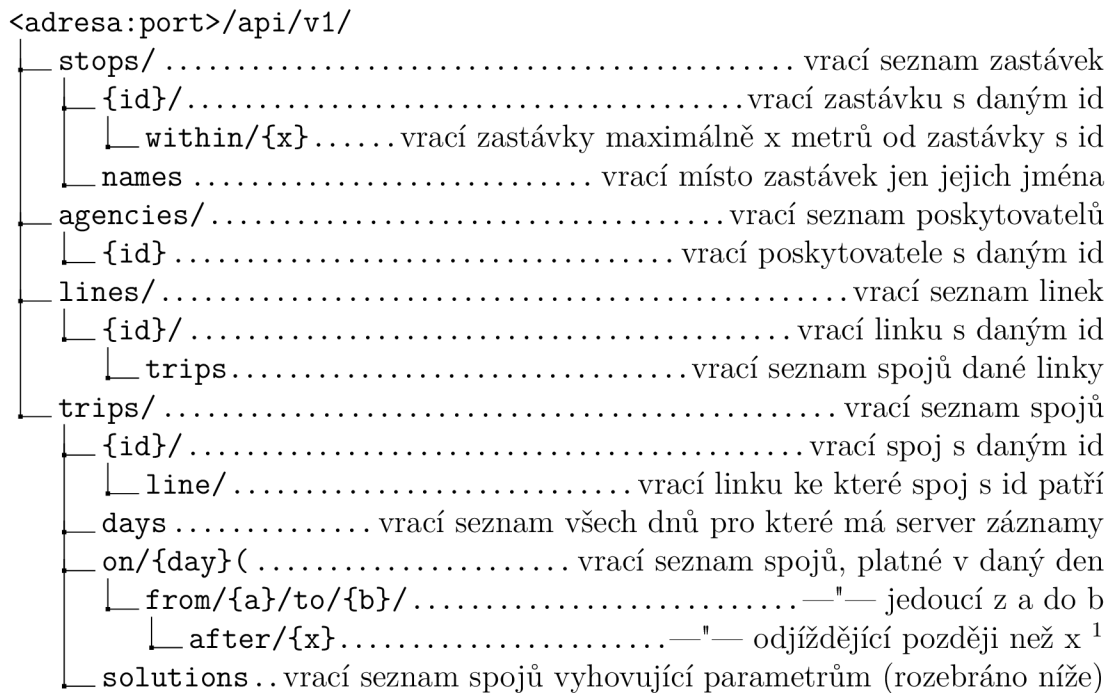 <adresa:port>/api/v1/
stops/ ............................................. vrací seznam zastávek
{id}/....................................... vrací zastávku s daným id
within/{x}...... vrací zastávky maximálně x metrů od zastávky s id
names ............................ vrací místo zastávek jen jejich jména
agencies/.................................... vrací seznam poskytovatelů
{id}................................... vrací poskytovatele s daným id
lines/................................................ vrací seznam linek
{id}/.......................................... vrací linku s daným id
trips................................ vrací seznam spojů dané linky
trips/ ............................................... vrací seznam spojů
{id}/........................................... vrací spoj s daným id
line/............................ vrací linku ke které spoj s id patří
days.............. vrací seznam všech dnů pro které má server záznamy
on/{day}( ...................... vrací seznam spojů, platné v daný den
from/{a}/to/{b}/........................... —"— jedoucí z a do b
after/{x}.......................—"— odjíždějící později než x 1
solutions.. vrací seznam spojů vyhovující parametrům (rozebráno níže)